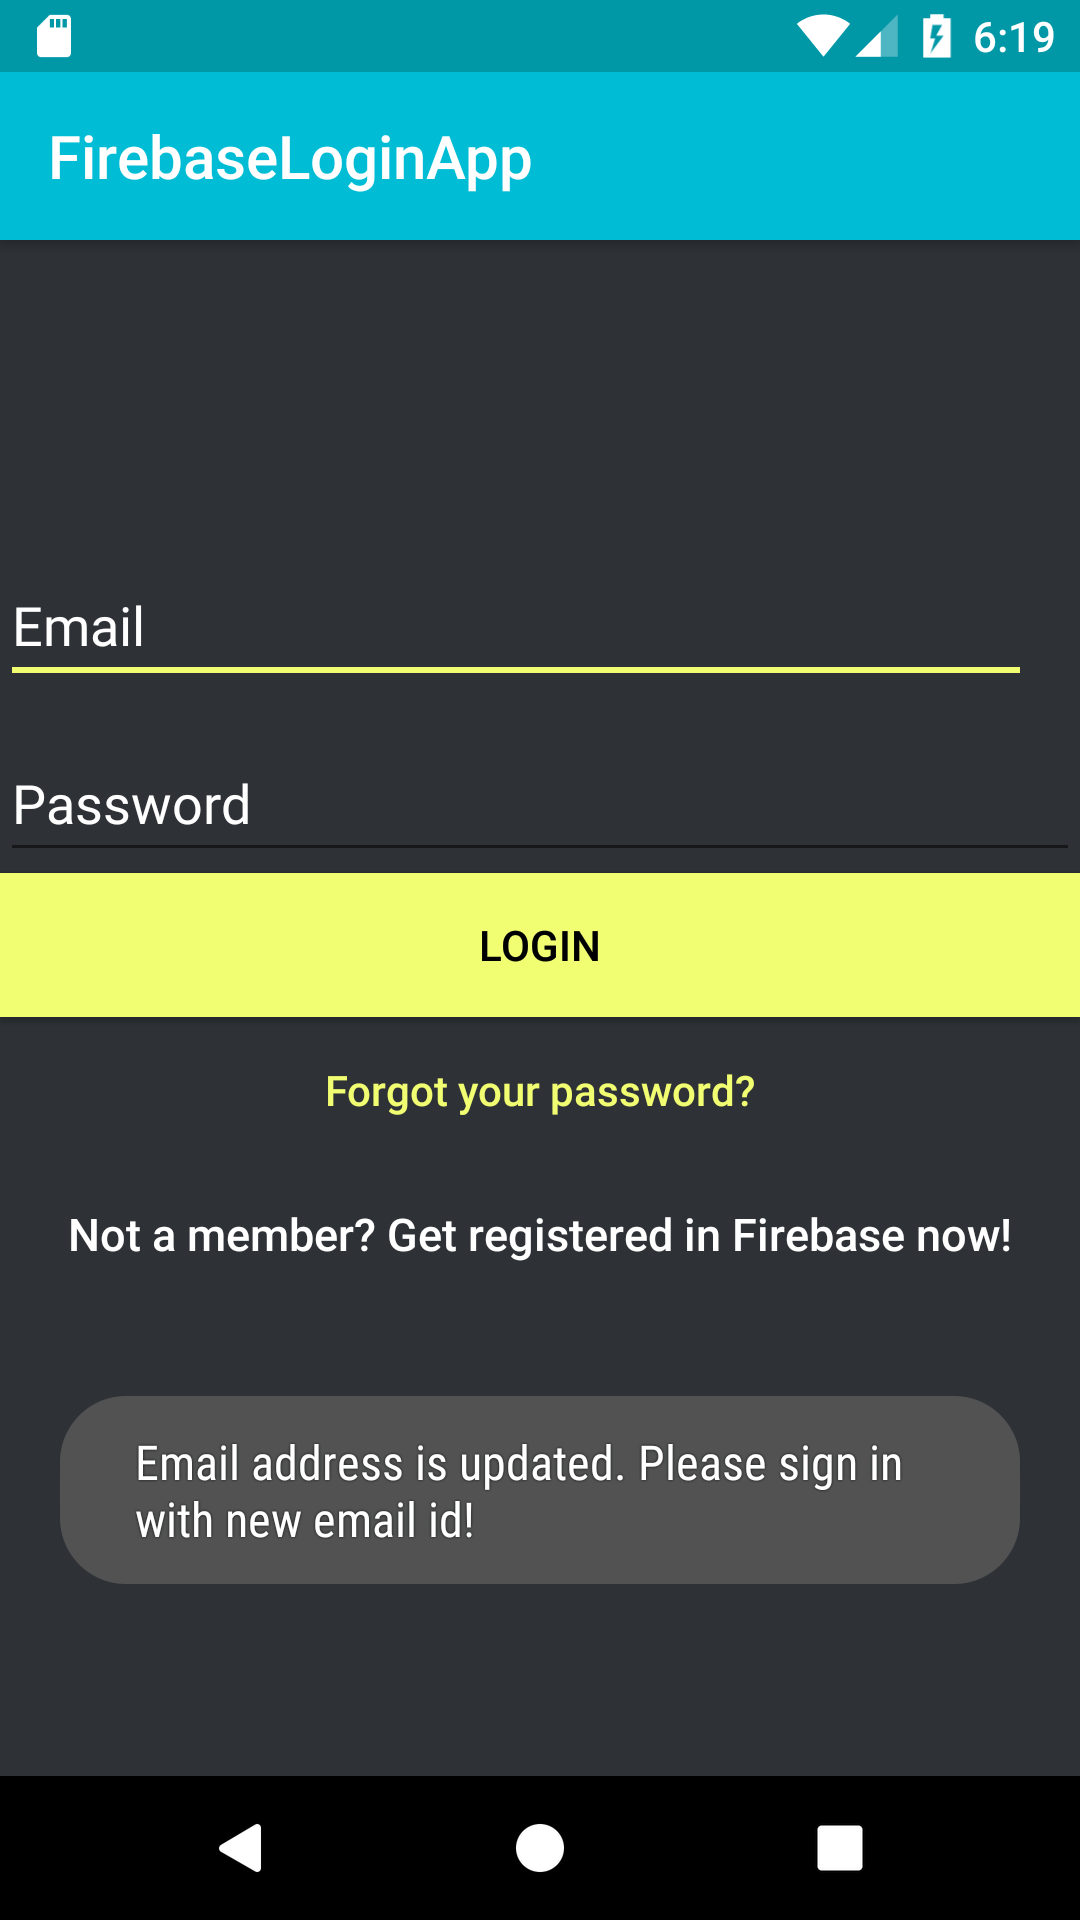 6:19
FirebaseLoginApp
Email
Password
LOGIN
Forgot your password?
Not a member? Get registered in Firebase now!
Email address is updated. Please sign in
with new email id!